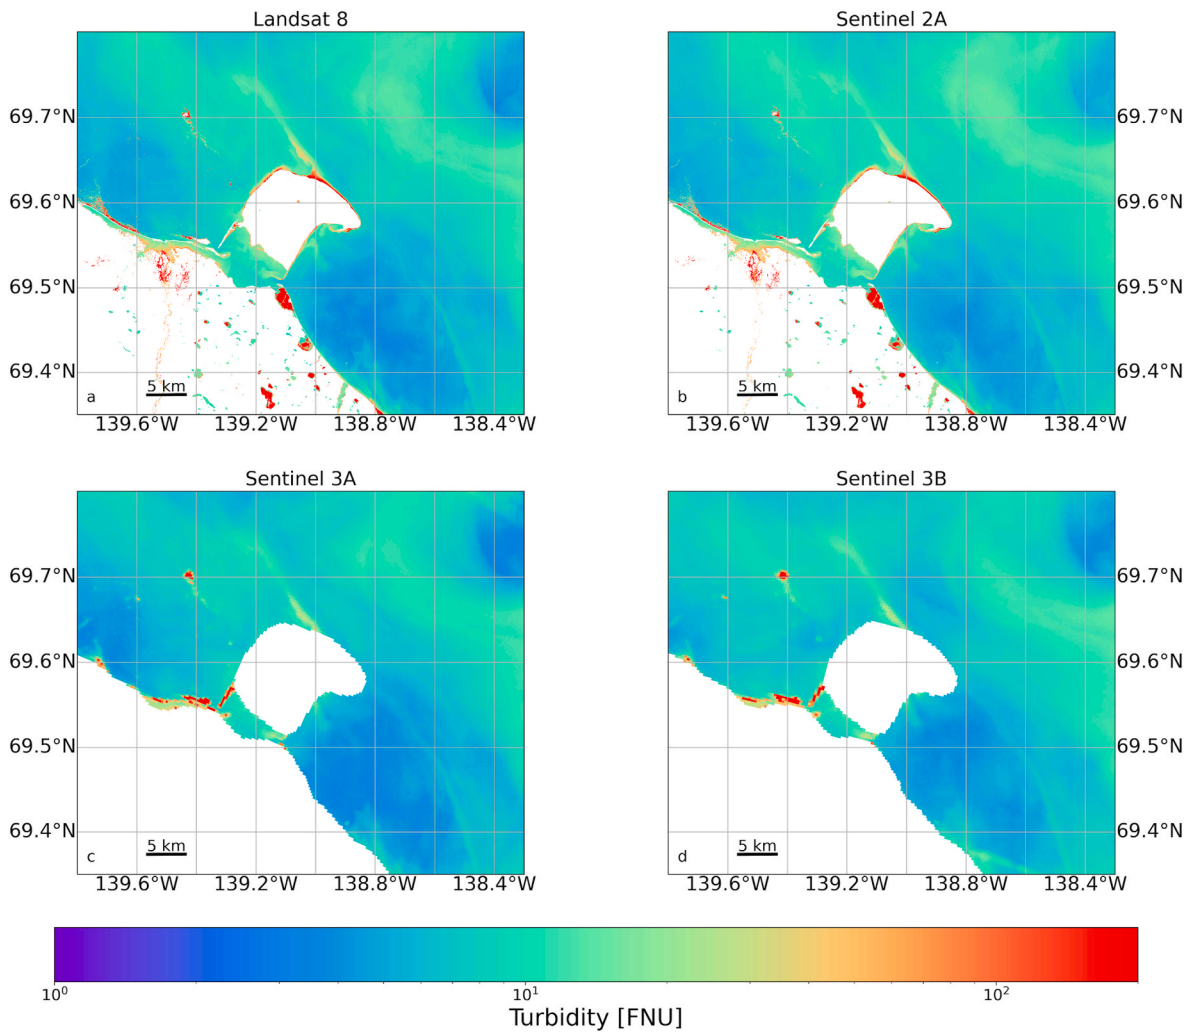 Landsat 8
Sentinel 2A
69.7°N
69.6°N
69.5°N
69.4°N
69.7°N
69.6°N
69.5°N
69.4°N
5 km
a
5 km
b
139.6°W 139.2°W 138.8°W 138.4°W
139.6°W 139.2°W 138.8°W 138.4°W
Sentinel 3A
Sentinel 3B
69.7°N
69.6°N
69.5°N
69.4°N
69.7°N
69.6°N
69.5°N
69.4°N
5 km
c
5 km
d
139.6°W 139.2°W 138.8°W 138.4°W
139.6°W 139.2°W 138.8°W 138.4°W
10⁰ 10¹ 10²
Turbidity [FNU]